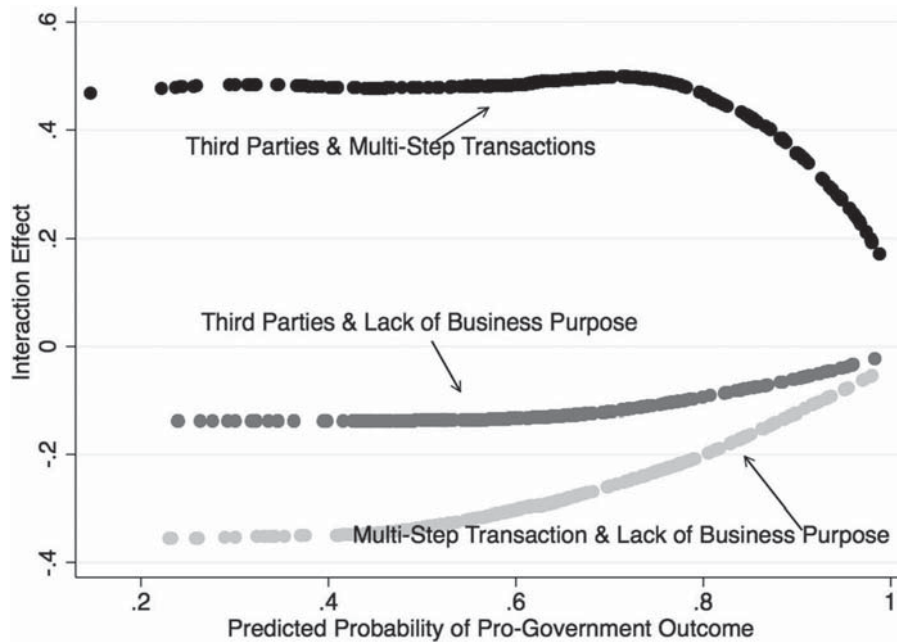 .6
.4
.2
0
-.2
-.4
Interaction Effect
Third Parties & Multi-Step Transactions
Third Parties & Lack of Business Purpose
Multi-Step Transaction & Lack of Business Purpose
.2 .4 .6 .8 1
Predicted Probability of Pro-Government Outcome